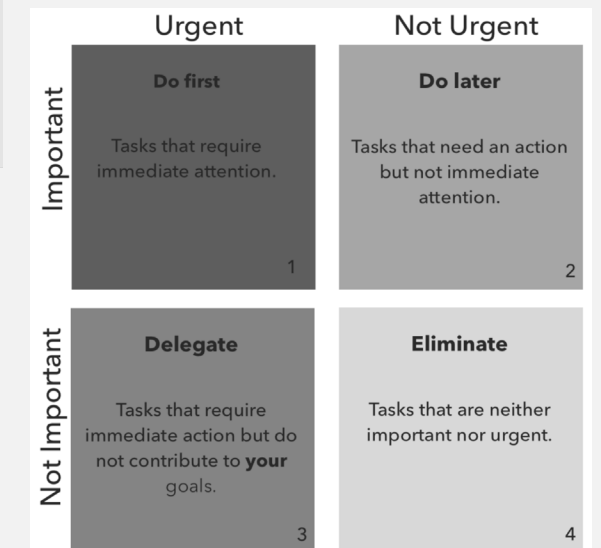 Urgent
Not Urgent
Important
Do first
Tasks that require
immediate attention.
1
Do later
Tasks that need an action
but not immediate
attention.
2
Not Important
Delegate
Tasks that require
immediate action but do
not contribute to your
goals.
3
Eliminate
Tasks that are neither
important nor urgent.
4